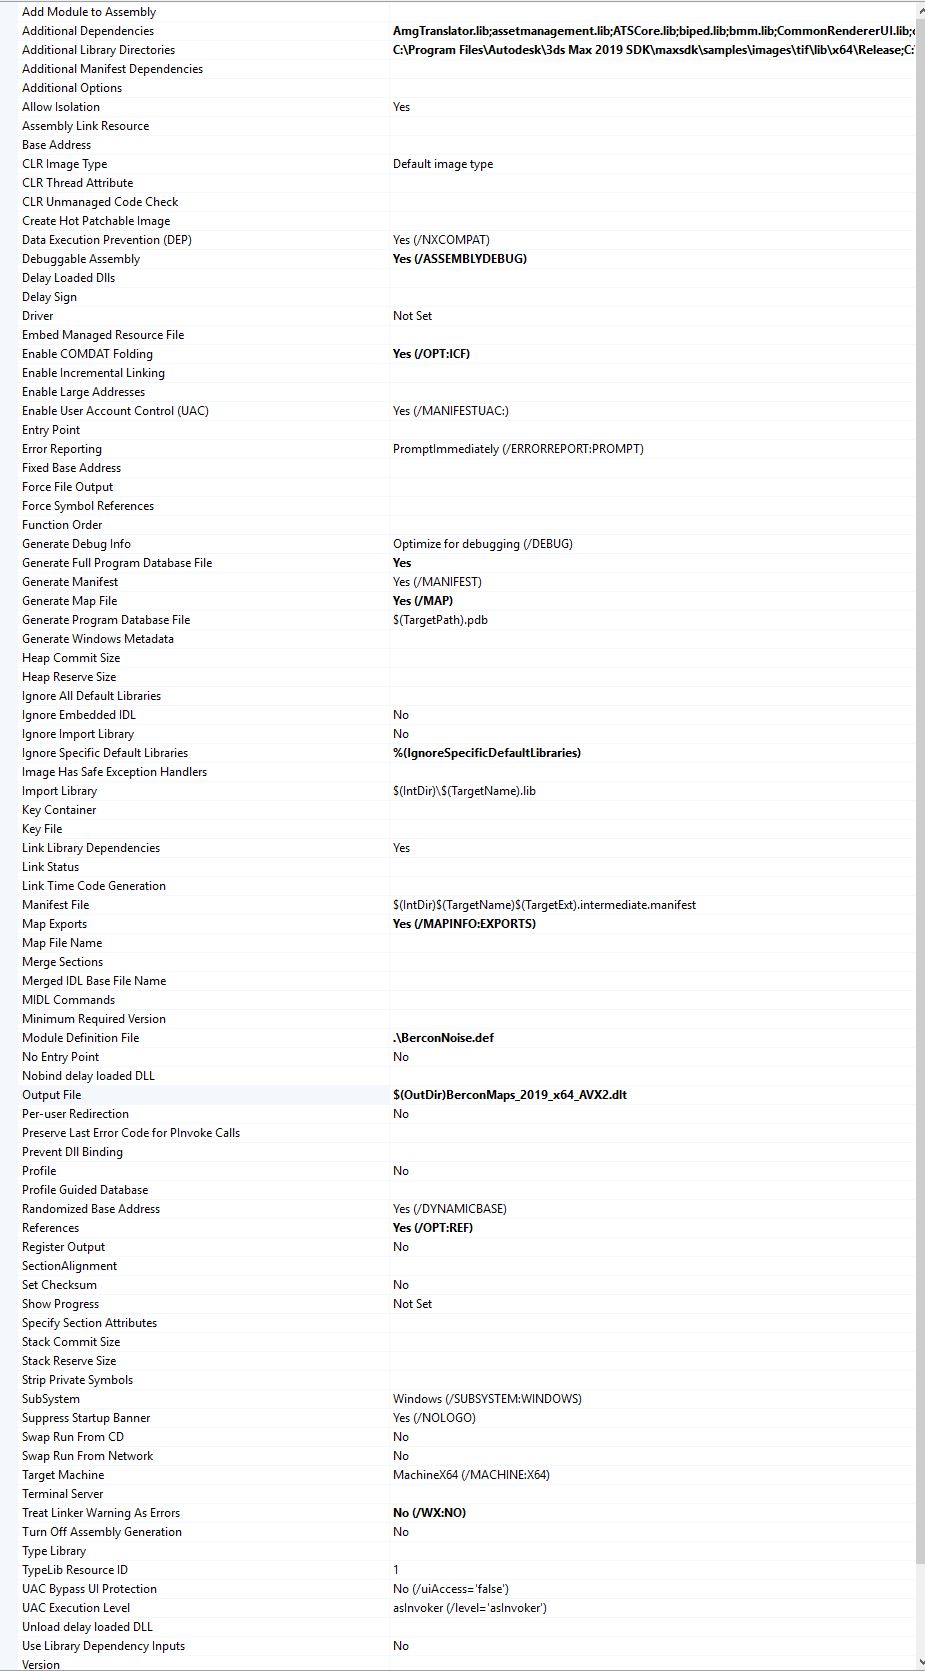 Add Module to Assembly
Additional Dependencies AmgTranslator.lib;assetmanagement.lib;ATSCore.lib;biped.lib;bmm.lib;CommonRendererUI.lib;
Additional Library Directories C:\Program Files\Autodesk\3ds Max 2019 SDK\maxsdk\samples\images\tif\lib\x64\Release;C:
Additional Manifest Dependencies
Additional Options
Allow Isolation Yes
Assembly Link Resource
Base Address
CLR Image Type Default image type
CLR Thread Attribute
CLR Unmanaged Code Check
Create Hot Patchable Image
Data Execution Prevention (DEP) Yes (/NXCOMPAT)
Debuggable Assembly Yes (/ASSEMBLYDEBUG)
Delay Loaded Dlls
Delay Sign
Driver Not Set
Embed Managed Resource File
Enable COMDAT Folding Yes (/OPT:ICF)
Enable Incremental Linking
Enable Large Addresses
Enable User Account Control (UAC) Yes (/MANIFESTUAC:)
Entry Point
Error Reporting PromptImmediately (/ERRORREPORT:PROMPT)
Fixed Base Address
Force File Output
Force Symbol References
Function Order
Generate Debug Info Optimize for debugging (/DEBUG)
Generate Full Program Database File Yes
Generate Manifest Yes (/MANIFEST)
Generate Map File Yes (/MAP)
Generate Program Database File $(TargetPath).pdb
Generate Windows Metadata
Heap Commit Size
Heap Reserve Size
Ignore All Default Libraries
Ignore Embedded IDL No
Ignore Import Library No
Ignore Specific Default Libraries %(IgnoreSpecificDefaultLibraries)
Image Has Safe Exception Handlers
Import Library $(IntDir)\$(TargetName).lib
Key Container
Key File
Link Library Dependencies Yes
Link Status
Link Time Code Generation
Manifest File $(IntDir)$(TargetName)$(TargetExt).intermediate.manifest
Map Exports Yes (/MAPINFO:EXPORTS)
Map File Name
Merge Sections
Merged IDL Base File Name
MIDL Commands
Minimum Required Version
Module Definition File .\BerconNoise.def
No Entry Point No
Nobind delay loaded DLL
Output File $(OutDir)BerconMaps_2019_x64_AVX2.dlt
Per-user Redirection No
Preserve Last Error Code for PInvoke Calls
Prevent Dll Binding
Profile No
Profile Guided Database
Randomized Base Address Yes (/DYNAMICBASE)
References Yes (/OPT:REF)
Register Output No
SectionAlignment
Set Checksum No
Show Progress Not Set
Specify Section Attributes
Stack Commit Size
Stack Reserve Size
Strip Private Symbols
SubSystem Windows (/SUBSYSTEM:WINDOWS)
Suppress Startup Banner Yes (/NOLOGO)
Swap Run From CD No
Swap Run From Network No
Target Machine MachineX64 (/MACHINE:X64)
Terminal Server
Treat Linker Warning As Errors No (/WX:NO)
Turn Off Assembly Generation No
Type Library
TypeLib Resource ID 1
UAC Bypass UI Protection No (/uiAccess='false')
UAC Execution Level asInvoker (/level='asInvoker')
Unload delay loaded DLL
Use Library Dependency Inputs No
Version